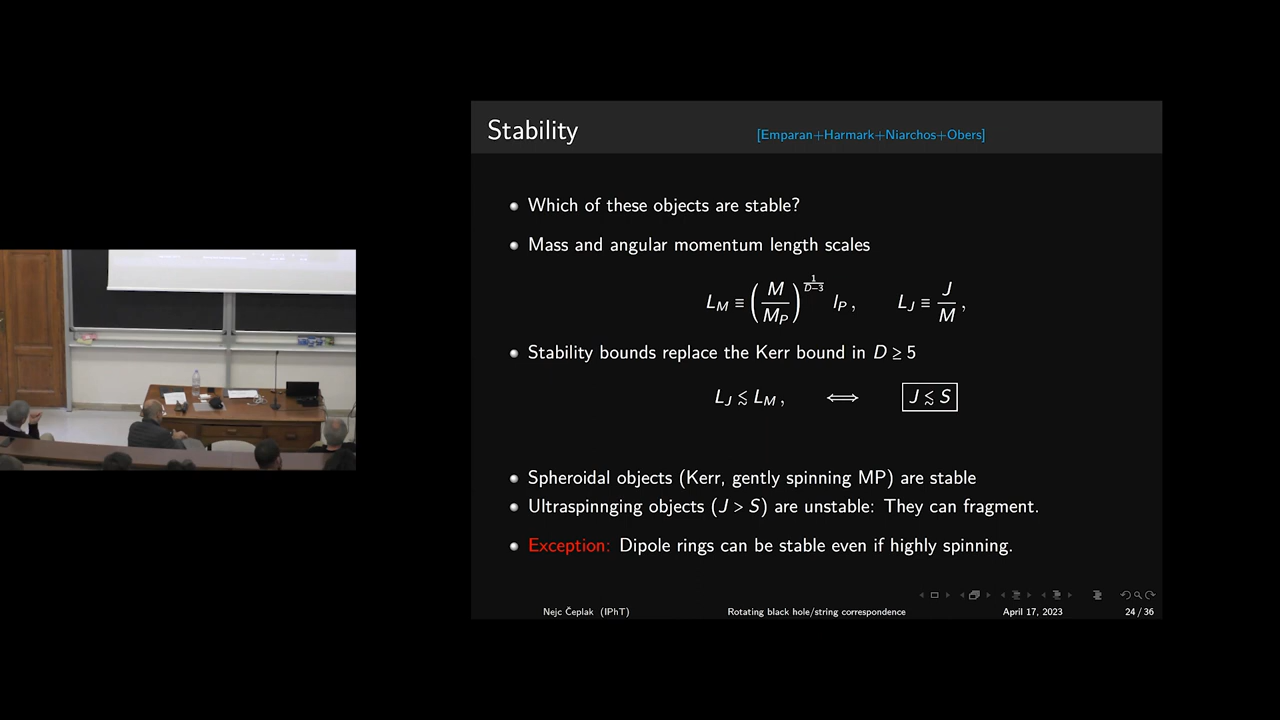 Stability
[Emparan+Harmark+Niarchos+Obers]
Which of these objects are stable?
Mass and angular momentum length scales
L_M ≡ (M/M_P)^{1/(D−3)} l_P , L_J ≡ J/M ,
Stability bounds replace the Kerr bound in D ≥ 5
L_J ≲ L_M , ⟺ J ≲ S
Spheroidal objects (Kerr, gently spinning MP) are stable
Ultraspinnging objects (J > S) are unstable: They can fragment.
Exception: Dipole rings can be stable even if highly spinning.
Nejc Čeplak (IPhT) Rotating black hole/string correspondence April 17, 2023 24 / 36